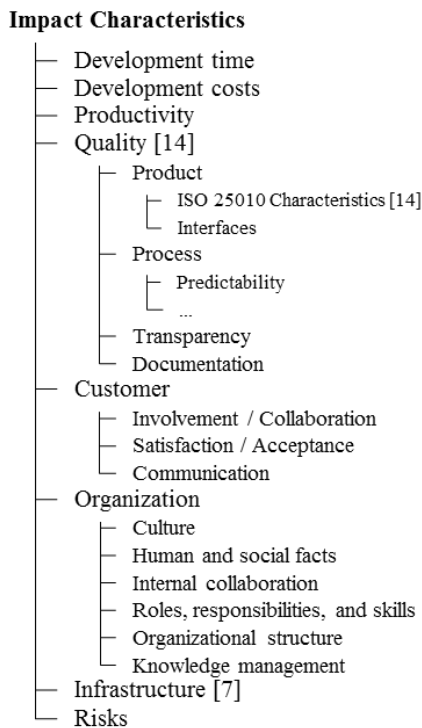 Impact Characteristics
Development time
Development costs
Productivity
Quality [14]
Product
ISO 25010 Characteristics [14]
Interfaces
Process
Predictability
...
Transparency
Documentation
Customer
Involvement / Collaboration
Satisfaction / Acceptance
Communication
Organization
Culture
Human and social facts
Internal collaboration
Roles, responsibilities, and skills
Organizational structure
Knowledge management
Infrastructure [7]
Risks